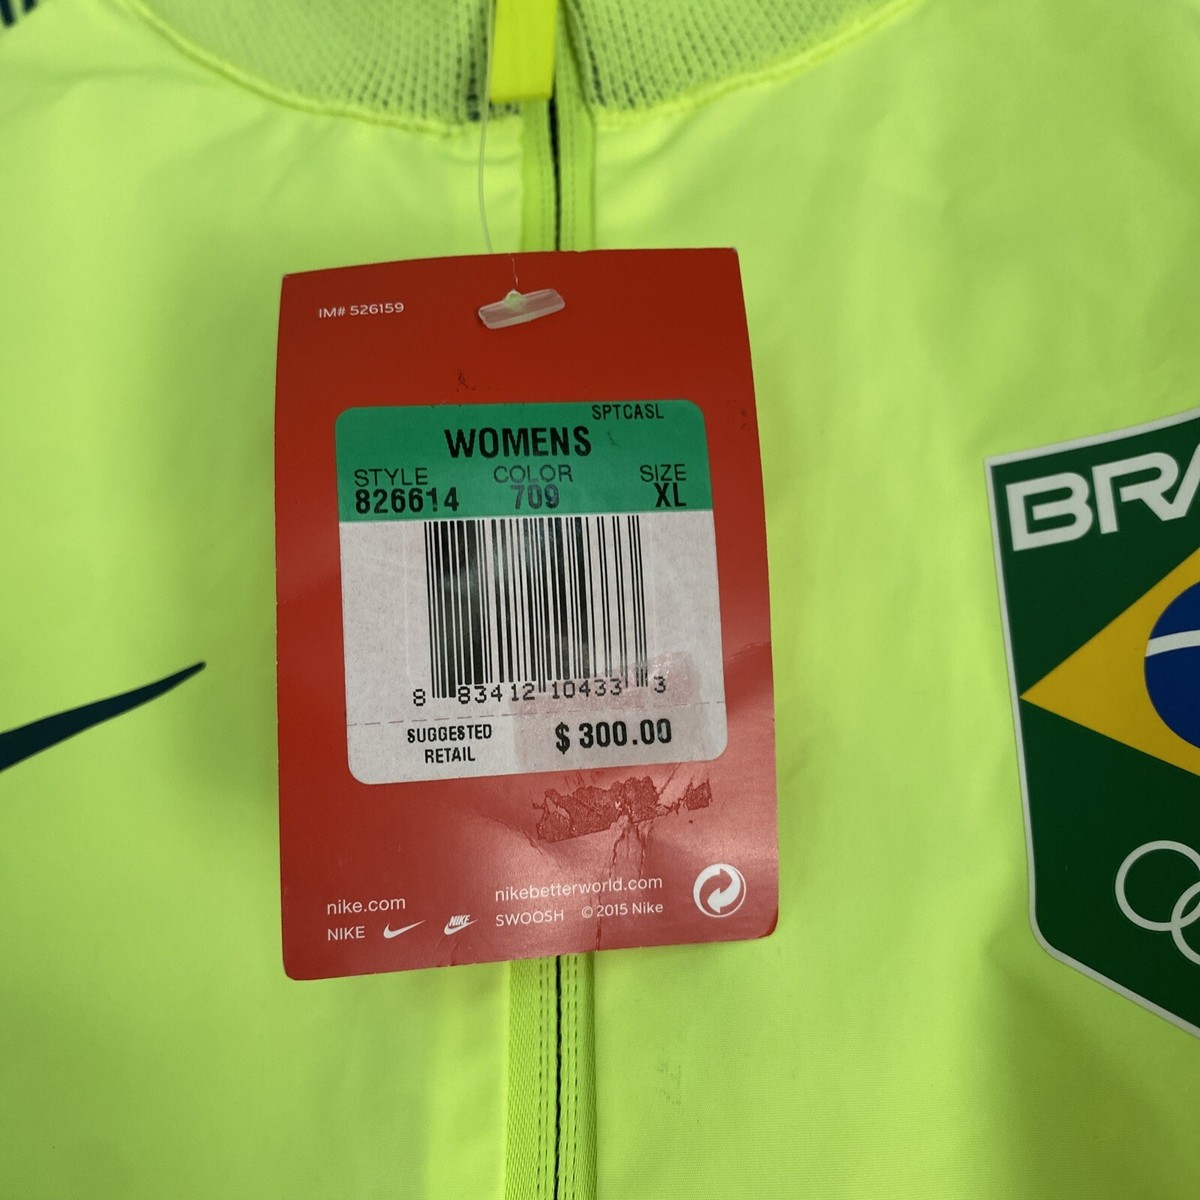 IM# 526159
SPTCASL
WOMENS
STYLE COLOR SIZE
826614 709 XL
8 83412 10433 3
SUGGESTED RETAIL $ 300.00
nike.com
nikebetterworld.com
NIKE NIKE SWOOSH © 2015 Nike
BRA